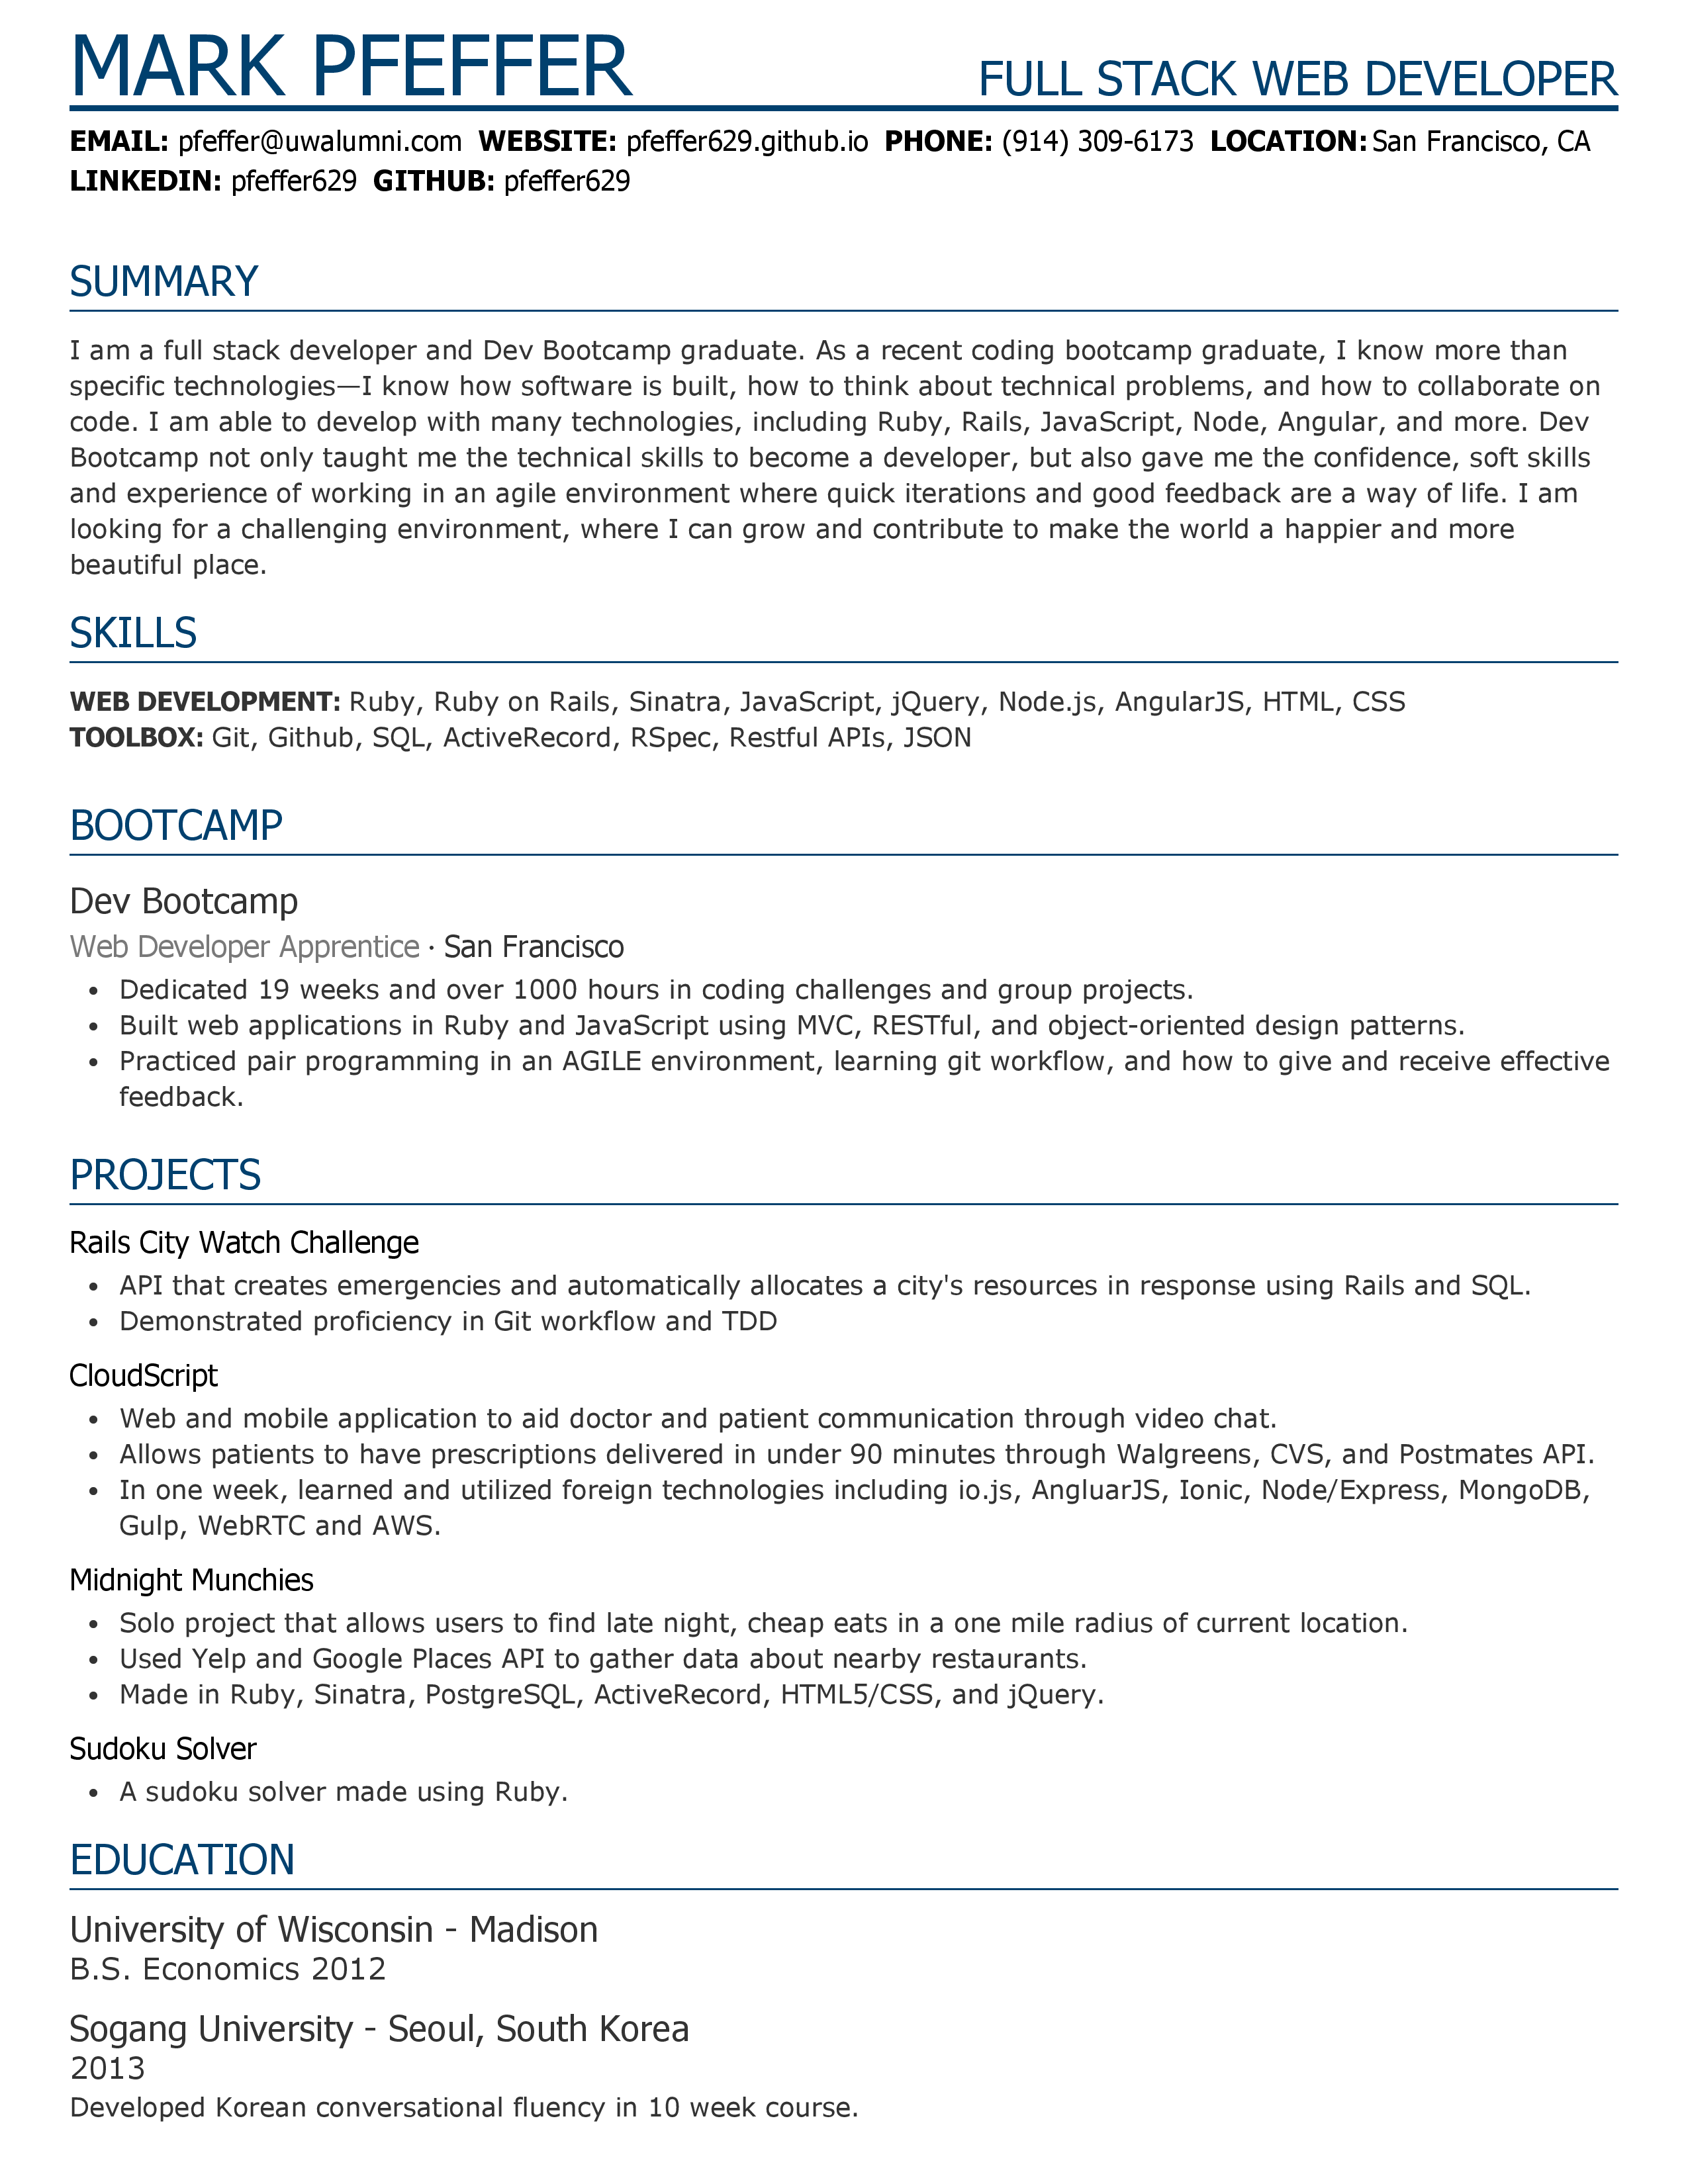 MARK PFEFFER FULL STACK WEB DEVELOPER
EMAIL: pfeffer@uwalumni.com WEBSITE: pfeffer629.github.io PHONE: (914) 309-6173 LOCATION: San Francisco, CA
LINKEDIN: pfeffer629 GITHUB: pfeffer629
SUMMARY
I am a full stack developer and Dev Bootcamp graduate. As a recent coding bootcamp graduate, I know more than
specific technologies—I know how software is built, how to think about technical problems, and how to collaborate on
code. I am able to develop with many technologies, including Ruby, Rails, JavaScript, Node, Angular, and more. Dev
Bootcamp not only taught me the technical skills to become a developer, but also gave me the confidence, soft skills
and experience of working in an agile environment where quick iterations and good feedback are a way of life. I am
looking for a challenging environment, where I can grow and contribute to make the world a happier and more
beautiful place.
SKILLS
WEB DEVELOPMENT: Ruby, Ruby on Rails, Sinatra, JavaScript, jQuery, Node.js, AngularJS, HTML, CSS
TOOLBOX: Git, Github, SQL, ActiveRecord, RSpec, Restful APIs, JSON
BOOTCAMP
Dev Bootcamp
Web Developer Apprentice · San Francisco
• Dedicated 19 weeks and over 1000 hours in coding challenges and group projects.
• Built web applications in Ruby and JavaScript using MVC, RESTful, and object-oriented design patterns.
• Practiced pair programming in an AGILE environment, learning git workflow, and how to give and receive effective
feedback.
PROJECTS
Rails City Watch Challenge
• API that creates emergencies and automatically allocates a city's resources in response using Rails and SQL.
• Demonstrated proficiency in Git workflow and TDD
CloudScript
• Web and mobile application to aid doctor and patient communication through video chat.
• Allows patients to have prescriptions delivered in under 90 minutes through Walgreens, CVS, and Postmates API.
• In one week, learned and utilized foreign technologies including io.js, AngluarJS, Ionic, Node/Express, MongoDB,
Gulp, WebRTC and AWS.
Midnight Munchies
• Solo project that allows users to find late night, cheap eats in a one mile radius of current location.
• Used Yelp and Google Places API to gather data about nearby restaurants.
• Made in Ruby, Sinatra, PostgreSQL, ActiveRecord, HTML5/CSS, and jQuery.
Sudoku Solver
• A sudoku solver made using Ruby.
EDUCATION
University of Wisconsin - Madison
B.S. Economics 2012
Sogang University - Seoul, South Korea
2013
Developed Korean conversational fluency in 10 week course.